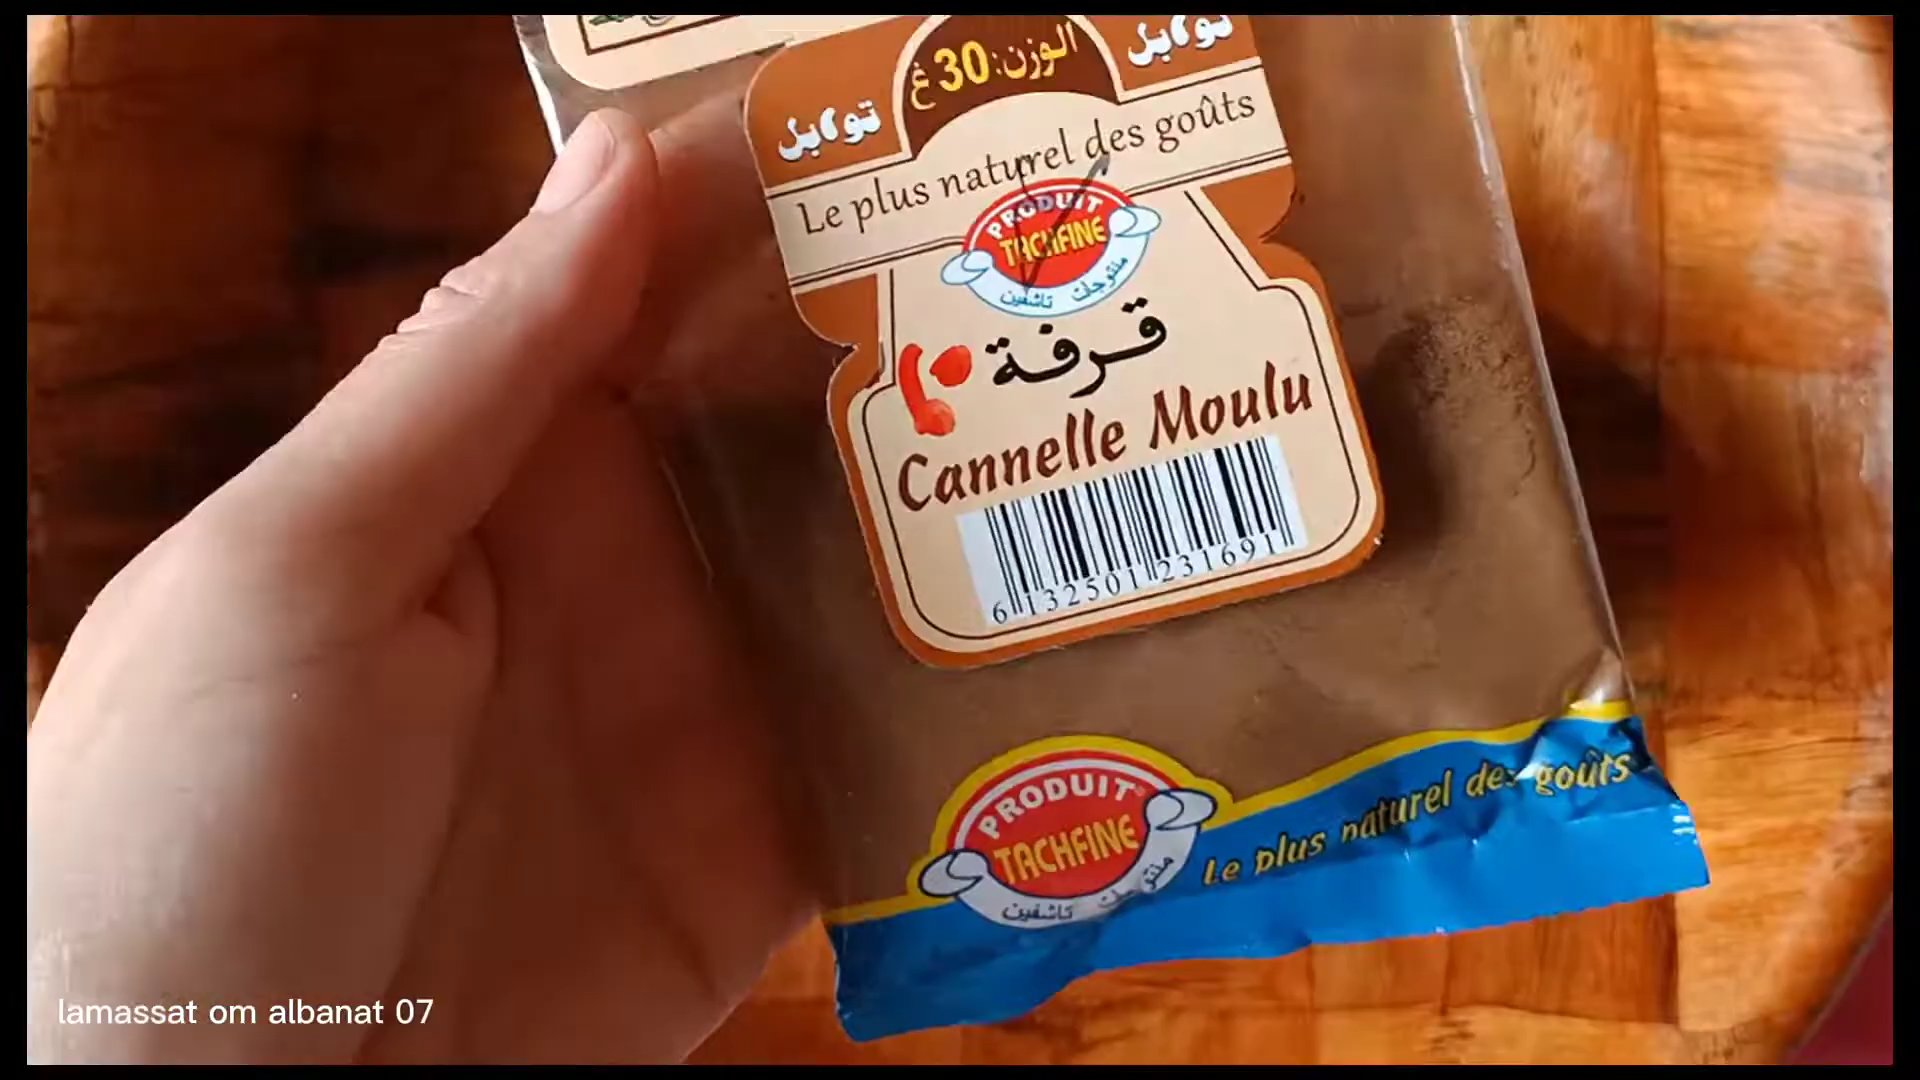 توابل
الوزن: 30 غ
توابل
Le plus naturel des goûts
PRODUIT
TACHFINE
منتوجات تاشفين
قرفة
Cannelle Moulu
6 132501 231691
PRODUIT
TACHFINE
منتوجات تاشفين
Le plus naturel des goûts
lamassat om albanat 07